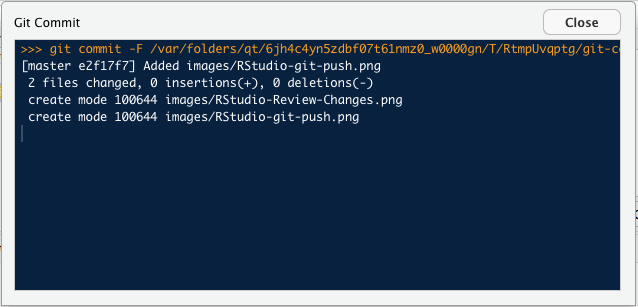 Git Commit
Close
>>> git commit -F /var/folders/qt/6jh4c4yn5zdbf07t61nmz0_w0000gn/T/RtmpUvqptg/git-c
[master e2f17f7] Added images/RStudio-git-push.png
2 files changed, 0 insertions(+), 0 deletions(-)
create mode 100644 images/RStudio-Review-Changes.png
create mode 100644 images/RStudio-git-push.png